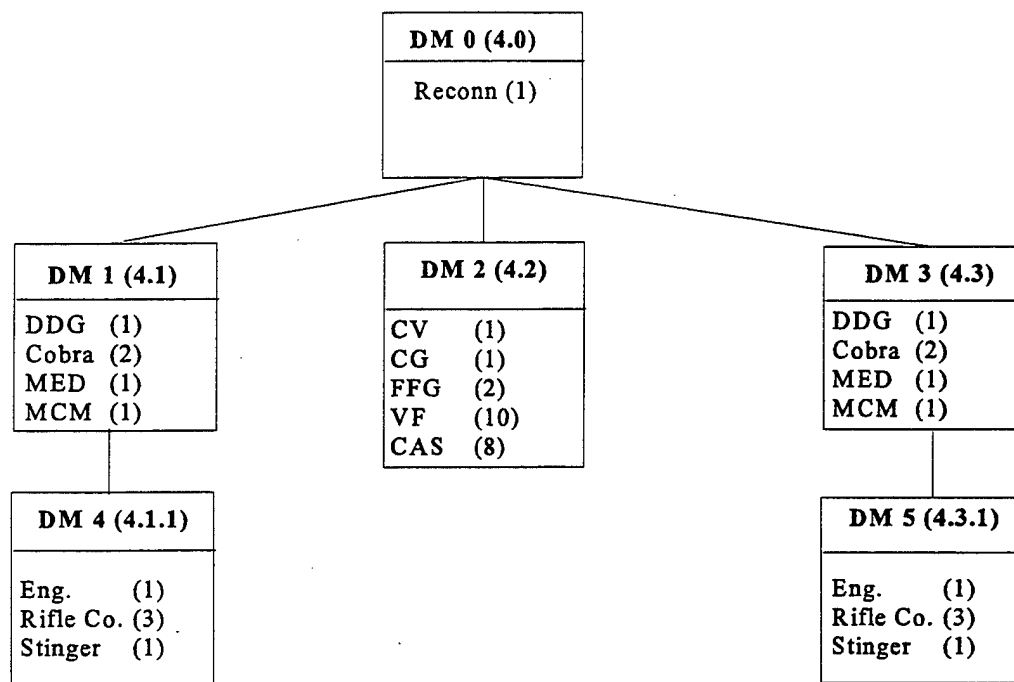 DM 0 (4.0)
Reconn (1)
DM 1 (4.1)
DDG (1)
Cobra (2)
MED (1)
MCM (1)
DM 2 (4.2)
CV (1)
CG (1)
FFG (2)
VF (10)
CAS (8)
DM 3 (4.3)
DDG (1)
Cobra (2)
MED (1)
MCM (1)
DM 4 (4.1.1)
Eng. (1)
Rifle Co. (3)
Stinger (1)
DM 5 (4.3.1)
Eng. (1)
Rifle Co. (3)
Stinger (1)